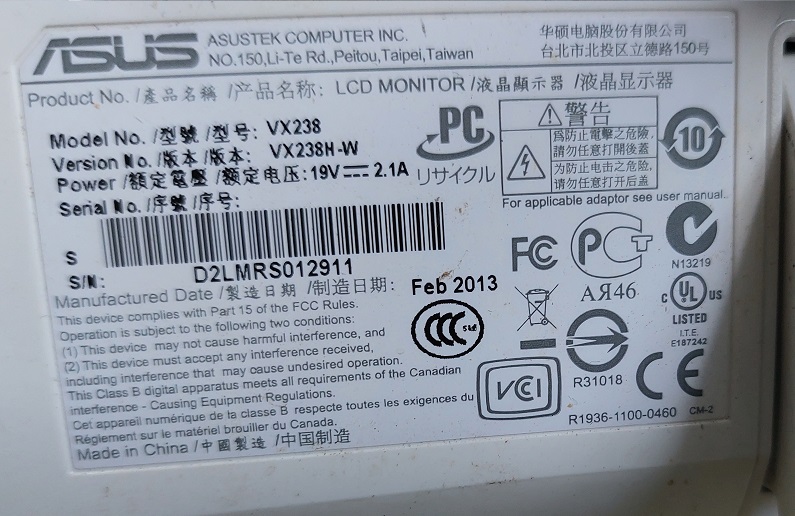 ASUS
ASUSTEK COMPUTER INC.
NO.150,Li-Te Rd.,Peitou,Taipei,Taiwan
华硕电脑股份有限公司
台北市北投区立德路150号
Product No. /產品名稱 /产品名称: LCD MONITOR /液晶顯示器 /液晶显示器
Model No. /型號 /型号: VX238
Version No. /版本 /版本: VX238H-W
Power /額定電壓 /额定电压: 19V 2.1A
Serial No. /序號 /序号:
PC
リサイクル
警告
為防止電擊之危險,
請勿任意打開後蓋
为防止电击之危险,
请勿任意打开后盖
10
For applicable adaptor see user manual.
S
S/N: D2LMRS012911
Manufactured Date /製造日期 /制造日期: Feb 2013
This device complies with Part 15 of the FCC Rules.
Operation is subject to the following two conditions:
(1) This device may not cause harmful interference, and
(2) This device must accept any interference received,
including interference that may cause undesired operation.
This Class B digital apparatus meets all requirements of the Canadian
interference - Causing Equipment Regulations.
Cet appareil numérique de la classe B respecte toutes les exigences du
Réglement sur le matériel brouilleur du Canada.
Made in China /中國製造 /中国制造
FC
PCT
АЯ46
N13219
C UL US
LISTED
I.T.E.
E187242
CCC S&E
R31018
VCCI
CE
R1936-1100-0460 CM-2